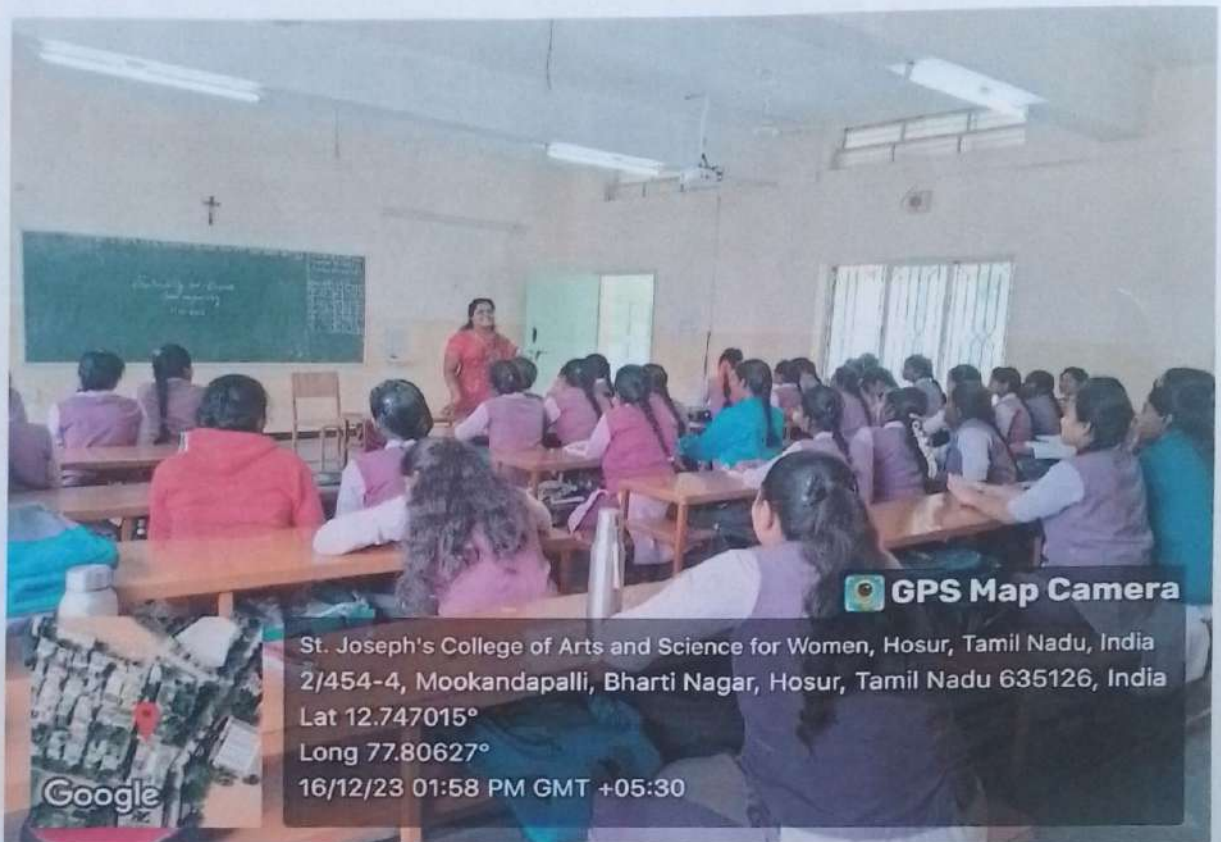 GPS Map Camera
St. Joseph's College of Arts and Science for Women, Hosur, Tamil Nadu, India
2/454-4, Mookandapalli, Bharti Nagar, Hosur, Tamil Nadu 635126, India
Lat 12.747015°
Long 77.80627°
16/12/23 01:58 PM GMT +05:30
Google